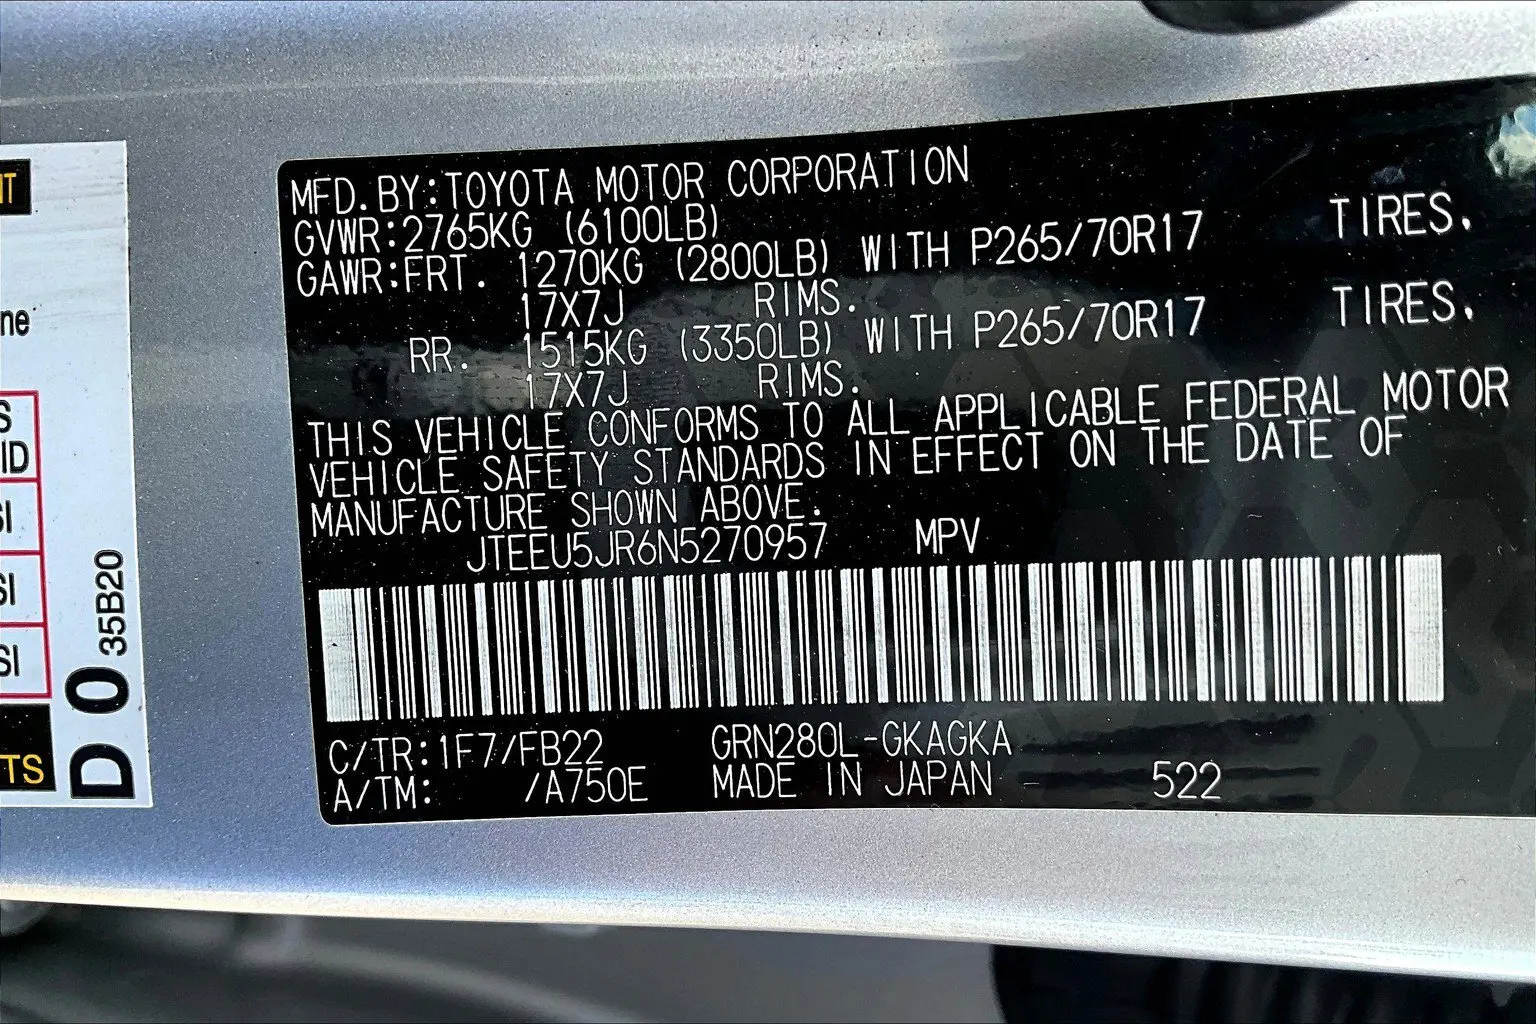 MFD.BY:TOYOTA MOTOR CORPORATION
GVWR:2765KG (6100LB)
GAWR:FRT. 1270KG (2800LB) WITH P265/70R17 TIRES,
17X7J RIMS.
RR. 1515KG (3350LB) WITH P265/70R17 TIRES,
17X7J RIMS.
THIS VEHICLE CONFORMS TO ALL APPLICABLE FEDERAL MOTOR
VEHICLE SAFETY STANDARDS IN EFFECT ON THE DATE OF
MANUFACTURE SHOWN ABOVE.
JTEEU5JR6N5270957 MPV
C/TR:1F7/FB22 GRN280L-GKAGKA
A/TM: /A750E MADE IN JAPAN 522
NT
ne
S
ID
SI
SI
SI
TS
D 0 35B20